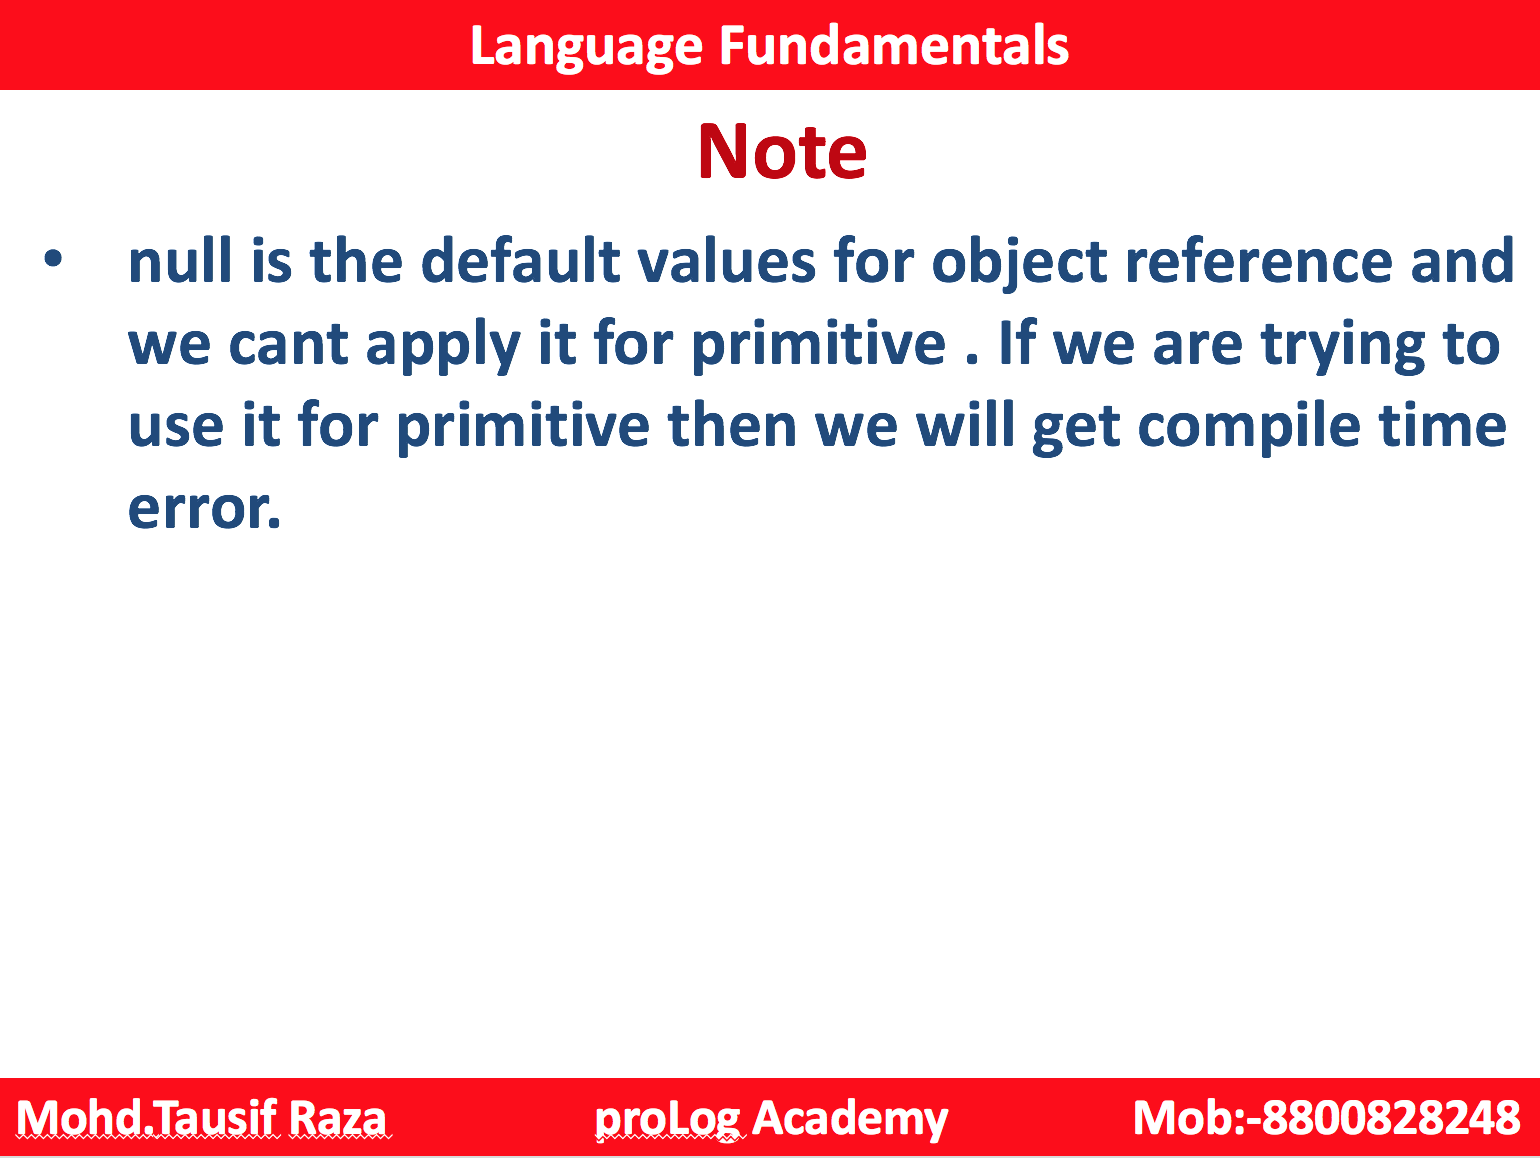 Language Fundamentals
Note
• null is the default values for object reference and
we cant apply it for primitive . If we are trying to
use it for primitive then we will get compile time
error.
Mohd.Tausif Raza proLog Academy Mob:-8800828248